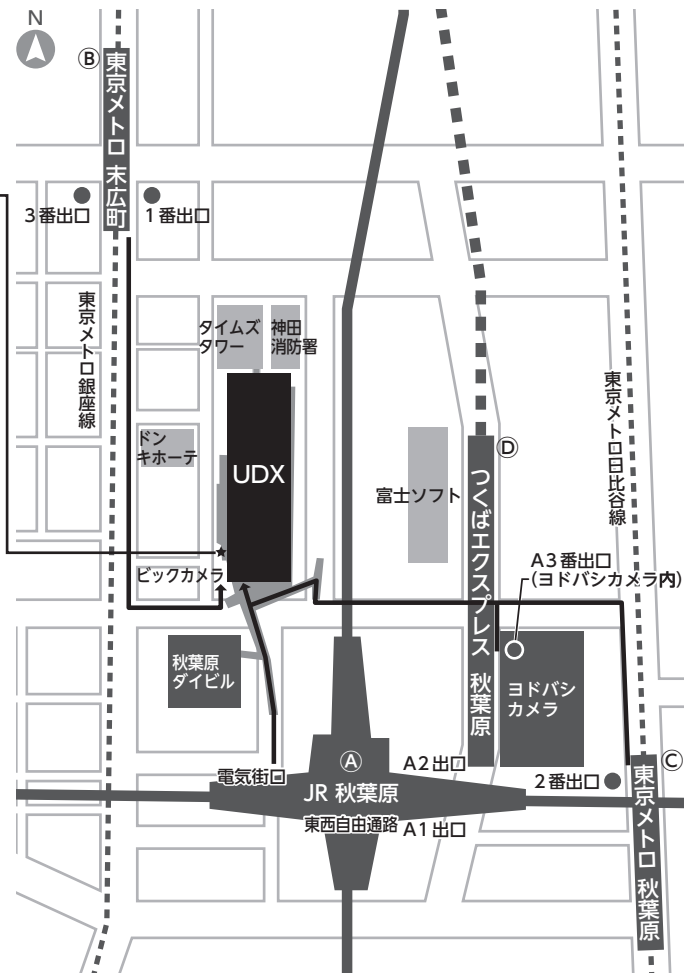 N
Ⓑ
東京メトロ 末広町
3番出口
1番出口
東京メトロ銀座線
タイムズ
タワー
神田
消防署
ドン
キホーテ
UDX
富士ソフト
Ⓓ
つくばエクスプレス 秋葉原
東京メトロ日比谷線
A3番出口
(ヨドバシカメラ内)
★
ビックカメラ
秋葉原
ダイビル
ヨドバシ
カメラ
電気街口
Ⓐ
JR 秋葉原
東西自由通路
A2出口
A1出口
2番出口
Ⓒ
東京メトロ 秋葉原